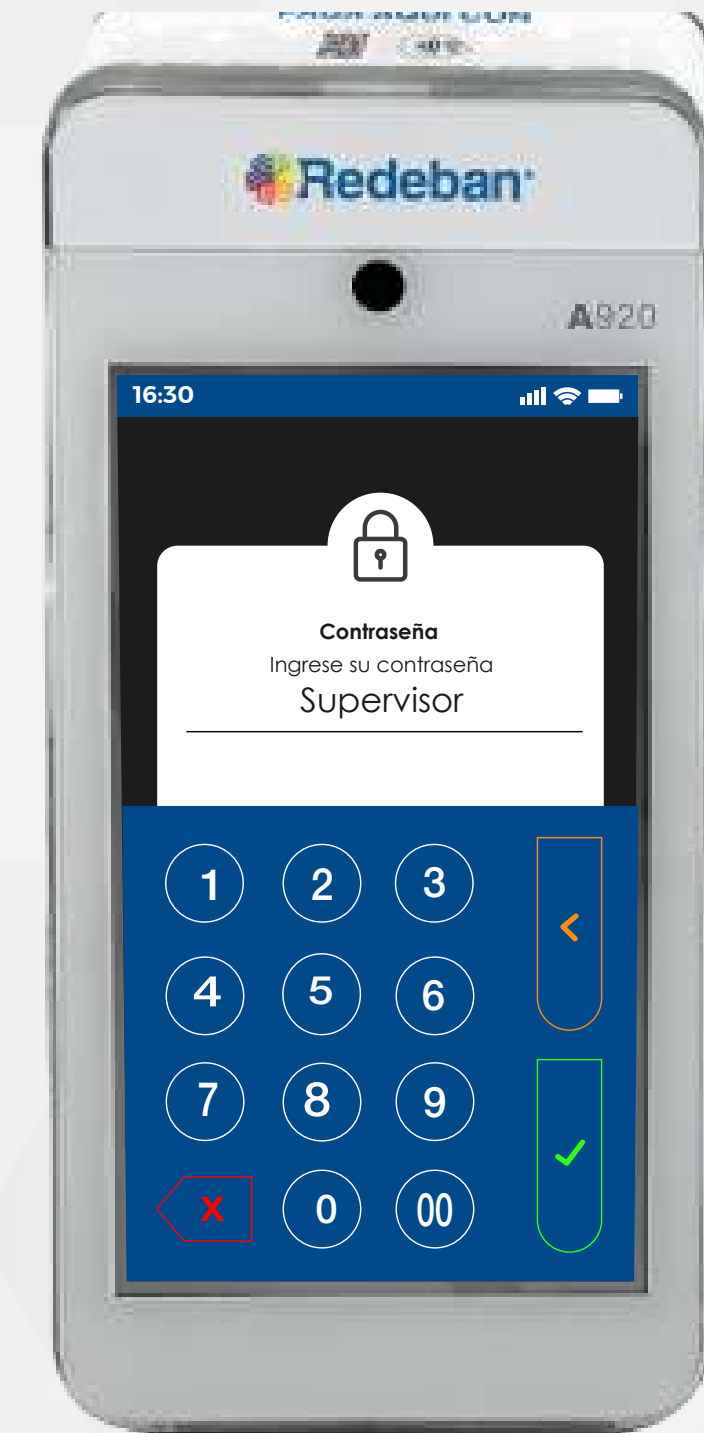 Redeban
A920
16:30
Contraseña
Ingrese su contraseña
Supervisor
1 2 3
4 5 6
7 8 9
X 0 00